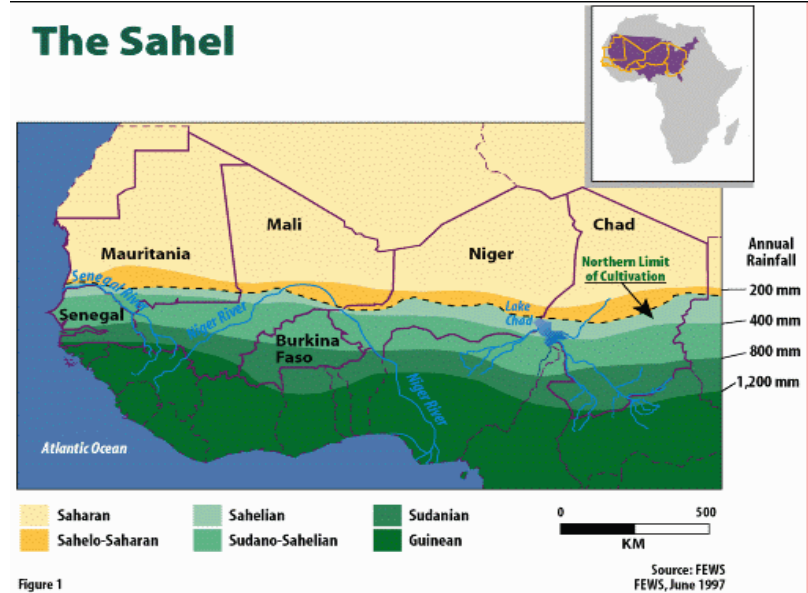 The Sahel
Mali
Chad
Mauritania
Niger
Northern Limit
of Cultivation
Annual
Rainfall
Senegal River
200 mm
Lake
Chad
Senegal
Niger River
400 mm
Burkina
Faso
800 mm
Niger River
1,200 mm
Atlantic Ocean
Saharan
Sahelian
Sudanian
0
500
Sahelo-Saharan
Sudano-Sahelian
Guinean
KM
Source: FEWS
Figure 1
FEWS, June 1997